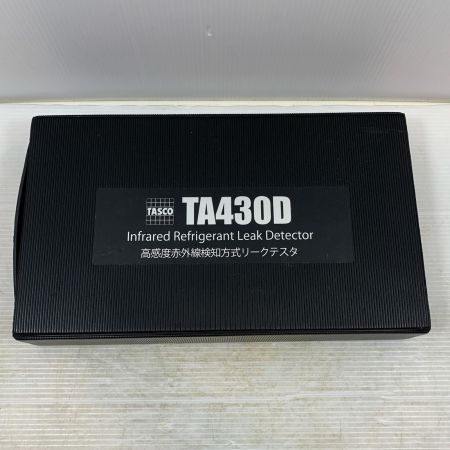 TASCO TA430D
Infrared Refrigerant Leak Detector
高感度赤外線検知方式リークテスタ